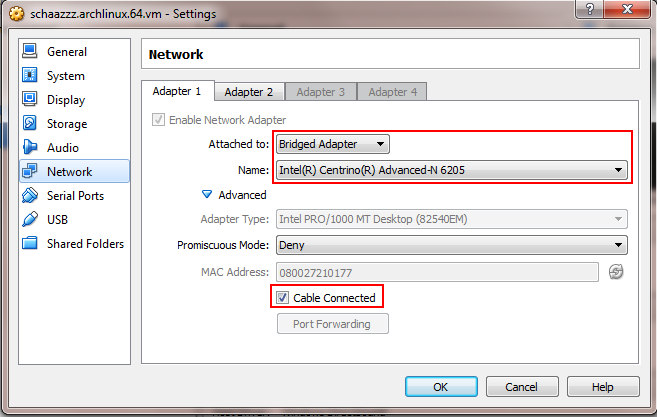 schaazzz.archlinux.64.vm - Settings
General
System
Display
Storage
Audio
Network
Serial Ports
USB
Shared Folders
Network
Adapter 1 Adapter 2 Adapter 3 Adapter 4
Enable Network Adapter
Attached to: Bridged Adapter
Name: Intel(R) Centrino(R) Advanced-N 6205
Advanced
Adapter Type: Intel PRO/1000 MT Desktop (82540EM)
Promiscuous Mode: Deny
MAC Address: 080027210177
Cable Connected
Port Forwarding
OK Cancel Help